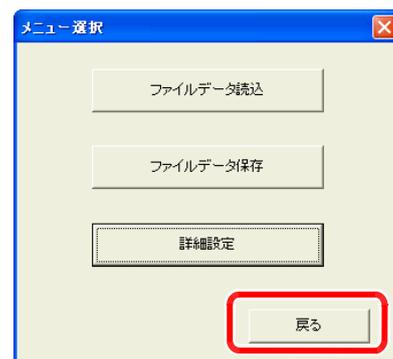 メニュー選択
ファイルデータ読込
ファイルデータ保存
詳細設定
戻る